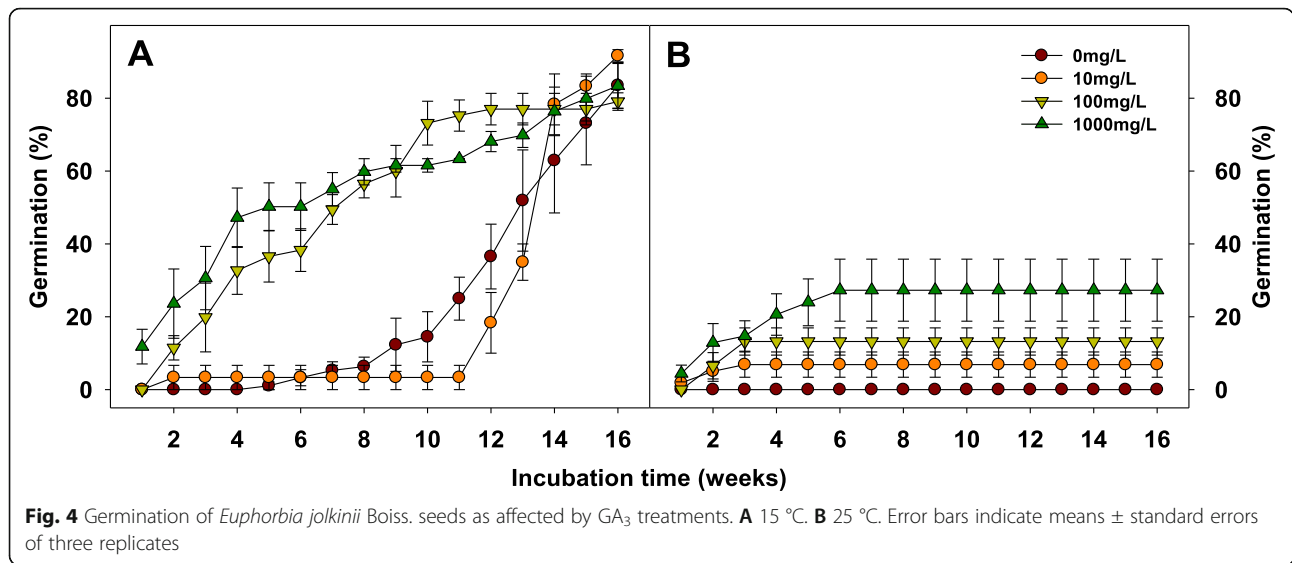 A
B
0mg/L
10mg/L
100mg/L
1000mg/L
Germination (%)
80
60
40
20
0
80
60
40
20
0
Germination (%)
2 4 6 8 10 12 14 16
2 4 6 8 10 12 14 16
Incubation time (weeks)
Fig. 4 Germination of Euphorbia jolkinii Boiss. seeds as affected by GA₃ treatments. A 15 °C. B 25 °C. Error bars indicate means ± standard errors
of three replicates